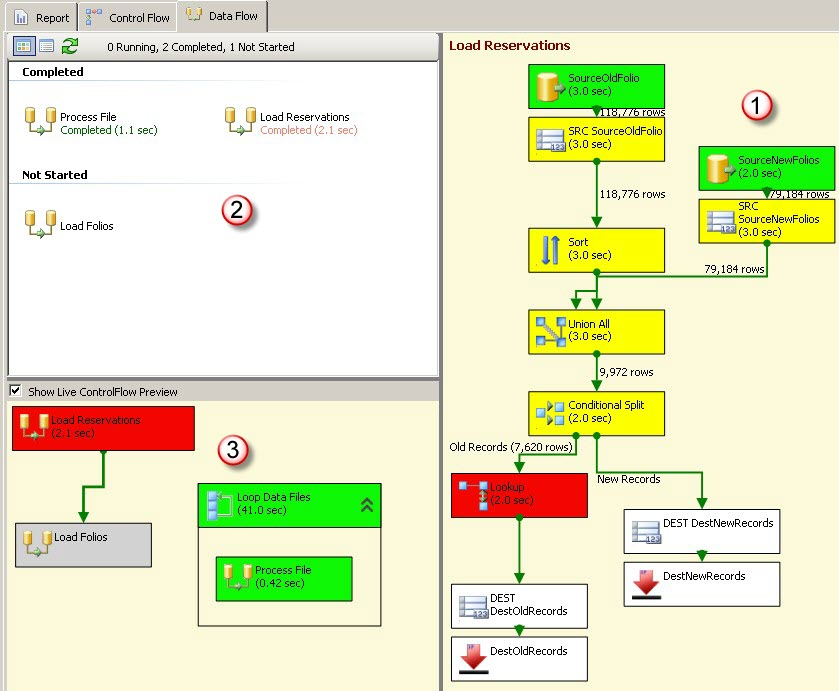 Report
Control Flow
Data Flow
0 Running, 2 Completed, 1 Not Started
Completed
Process File
Completed (1.1 sec)
Load Reservations
Completed (2.1 sec)
Not Started
Load Folios
2
Show Live ControlFlow Preview
Load Reservations
(2.1 sec)
3
Load Folios
Loop Data Files
(41.0 sec)
Process File
(0.42 sec)
Load Reservations
1
SourceOldFolio
(3.0 sec)
118,776 rows
SRC SourceOldFolio
(3.0 sec)
SourceNewFolios
(2.0 sec)
79,184 rows
SRC
SourceNewFolios
(3.0 sec)
118,776 rows
Sort
(3.0 sec)
79,184 rows
Union All
(3.0 sec)
9,972 rows
Conditional Split
(2.0 sec)
Old Records (7,620 rows)
New Records
Lookup
(2.0 sec)
123
DEST DestNewRecords
DestNewRecords
DEST
DestOldRecords
DestOldRecords